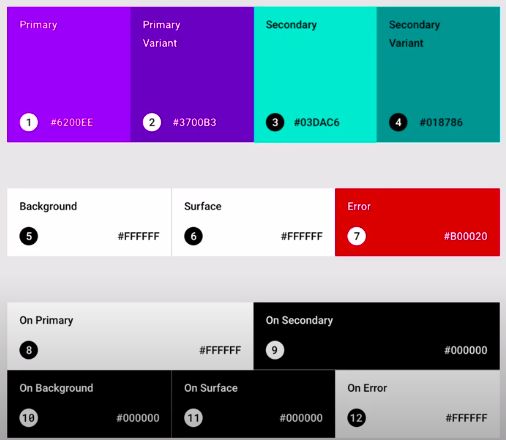 Primary
Primary
Variant
Secondary
Secondary
Variant
1 #6200EE
2 #3700B3
3 #03DAC6
4 #018786
Background
Surface
Error
5 #FFFFFF
6 #FFFFFF
7 #B00020
On Primary
On Secondary
8 #FFFFFF
9 #000000
On Background
On Surface
On Error
10 #000000
11 #000000
12 #FFFFFF